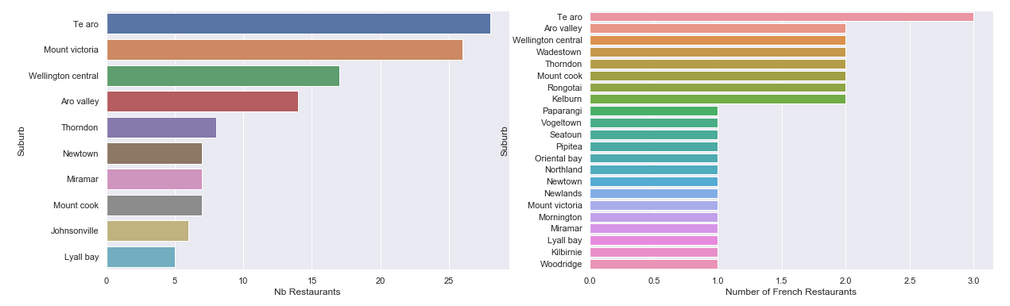 Te aro
Mount victoria
Wellington central
Aro valley
Thorndon
Newtown
Miramar
Mount cook
Johnsonville
Lyall bay
Suburb
0 5 10 15 20 25
Nb Restaurants
Te aro
Aro valley
Wellington central
Wadestown
Thorndon
Mount cook
Rongotai
Kelburn
Paparangi
Vogeltown
Seatoun
Pipitea
Oriental bay
Northland
Newtown
Newlands
Mount victoria
Mornington
Miramar
Lyall bay
Kilbirnie
Woodridge
Suburb
0.0 0.5 1.0 1.5 2.0 2.5 3.0
Number of French Restaurants